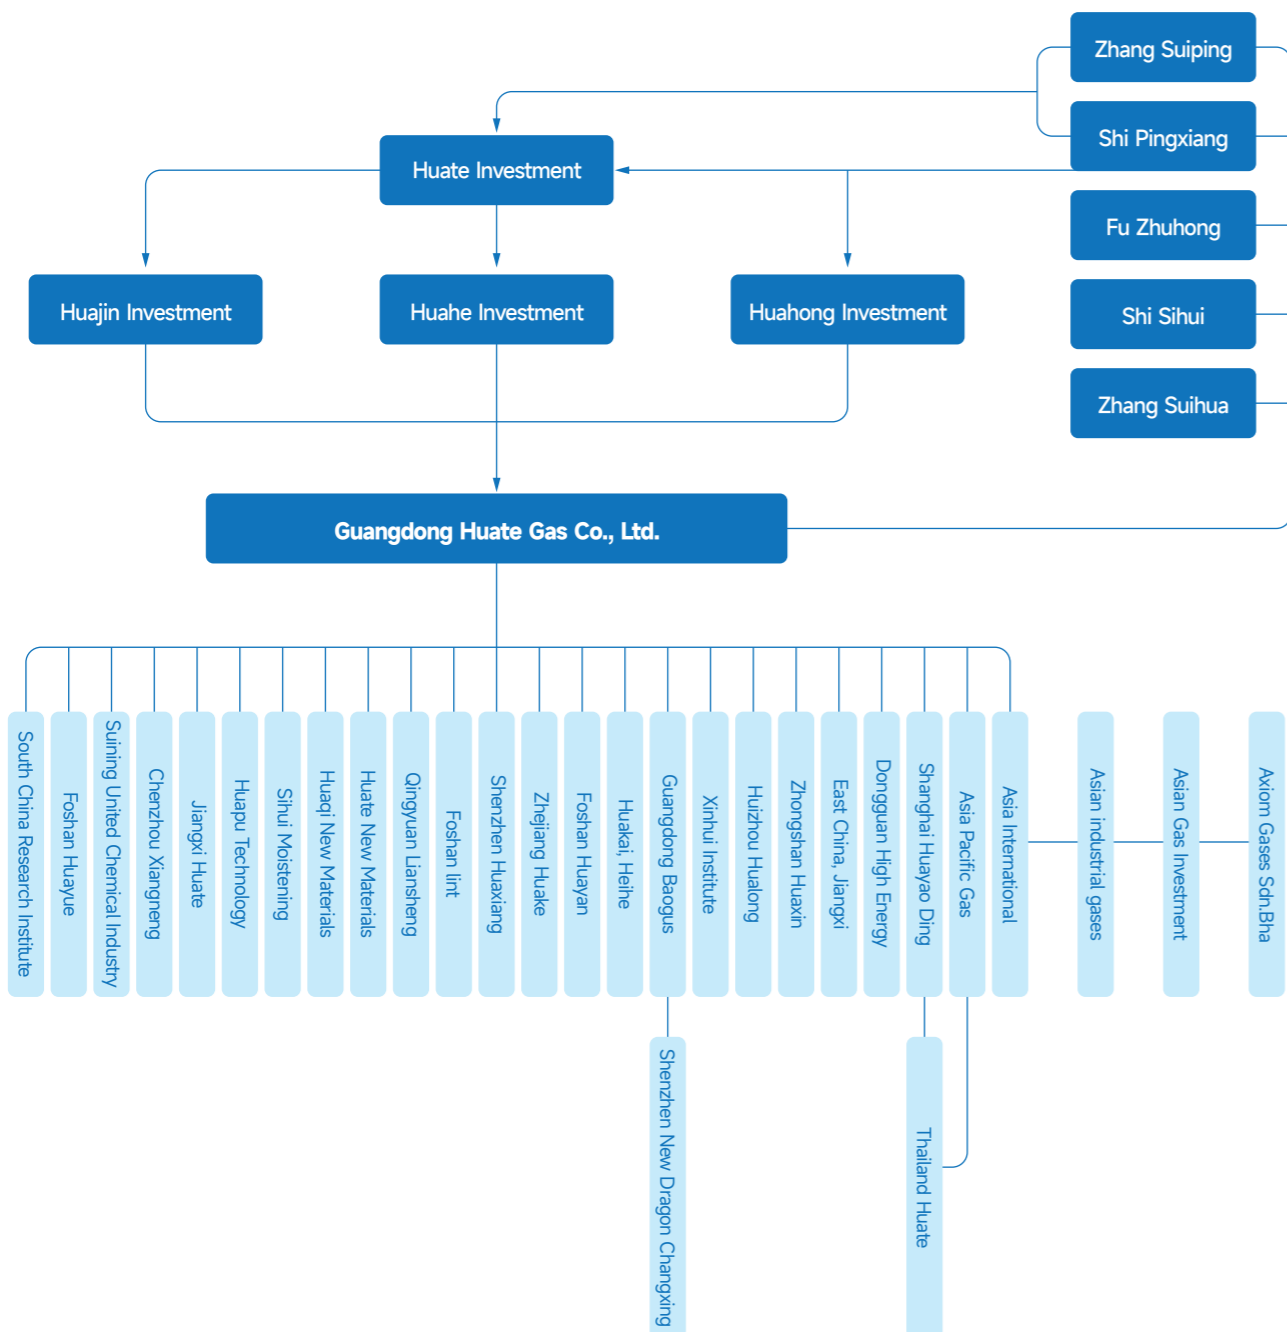 Zhang Suiping
Shi Pingxiang
Huate Investment
Fu Zhuhong
Huajin Investment
Huahe Investment
Huahong Investment
Shi Sihui
Zhang Suihua
Guangdong Huate Gas Co., Ltd.
South China Research Institute
Foshan Huayue
Suining United Chemical Industry
Chenzhou Xiangneng
Jiangxi Huate
Huapu Technology
Sihui Moistening
Huaqi New Materials
Huate New Materials
Qingyuan Liansheng
Foshan lint
Shenzhen Huaxiang
Zhejiang Huake
Foshan Huayan
Huakai, Heihe
Guangdong Baogus
Xinhui Institute
Huizhou Hualong
Zhongshan Huaxin
East China, Jiangxi
Dongguan High Energy
Shanghai Huayao Ding
Asia Pacific Gas
Asia International
Asian industrial gases
Asian Gas Investment
Axiom Gases Sdn.Bha
Shenzhen New Dragon Changxing
Thailand Huate